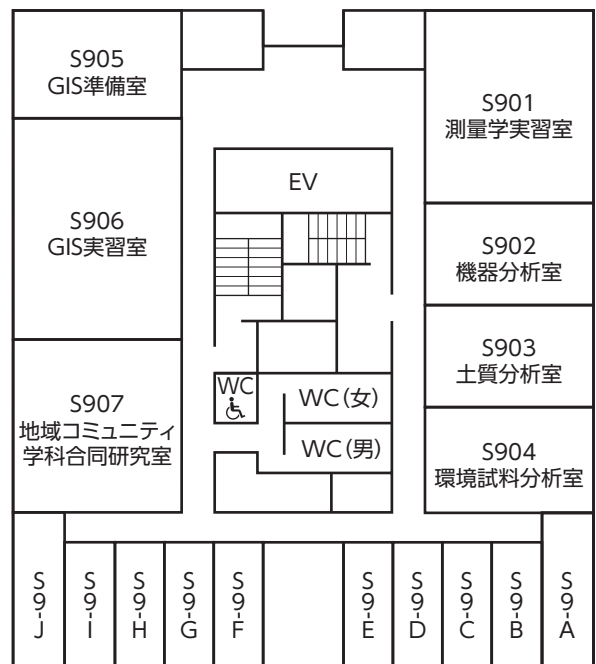 S905
GIS準備室
S901
測量学実習室
EV
S906
GIS実習室
S902
機器分析室
S903
土質分析室
WC
WC(女)
S907
地域コミュニティ
学科合同研究室
WC(男)
S904
環境試料分析室
S9-J
S9-I
S9-H
S9-G
S9-F
S9-E
S9-D
S9-C
S9-B
S9-A